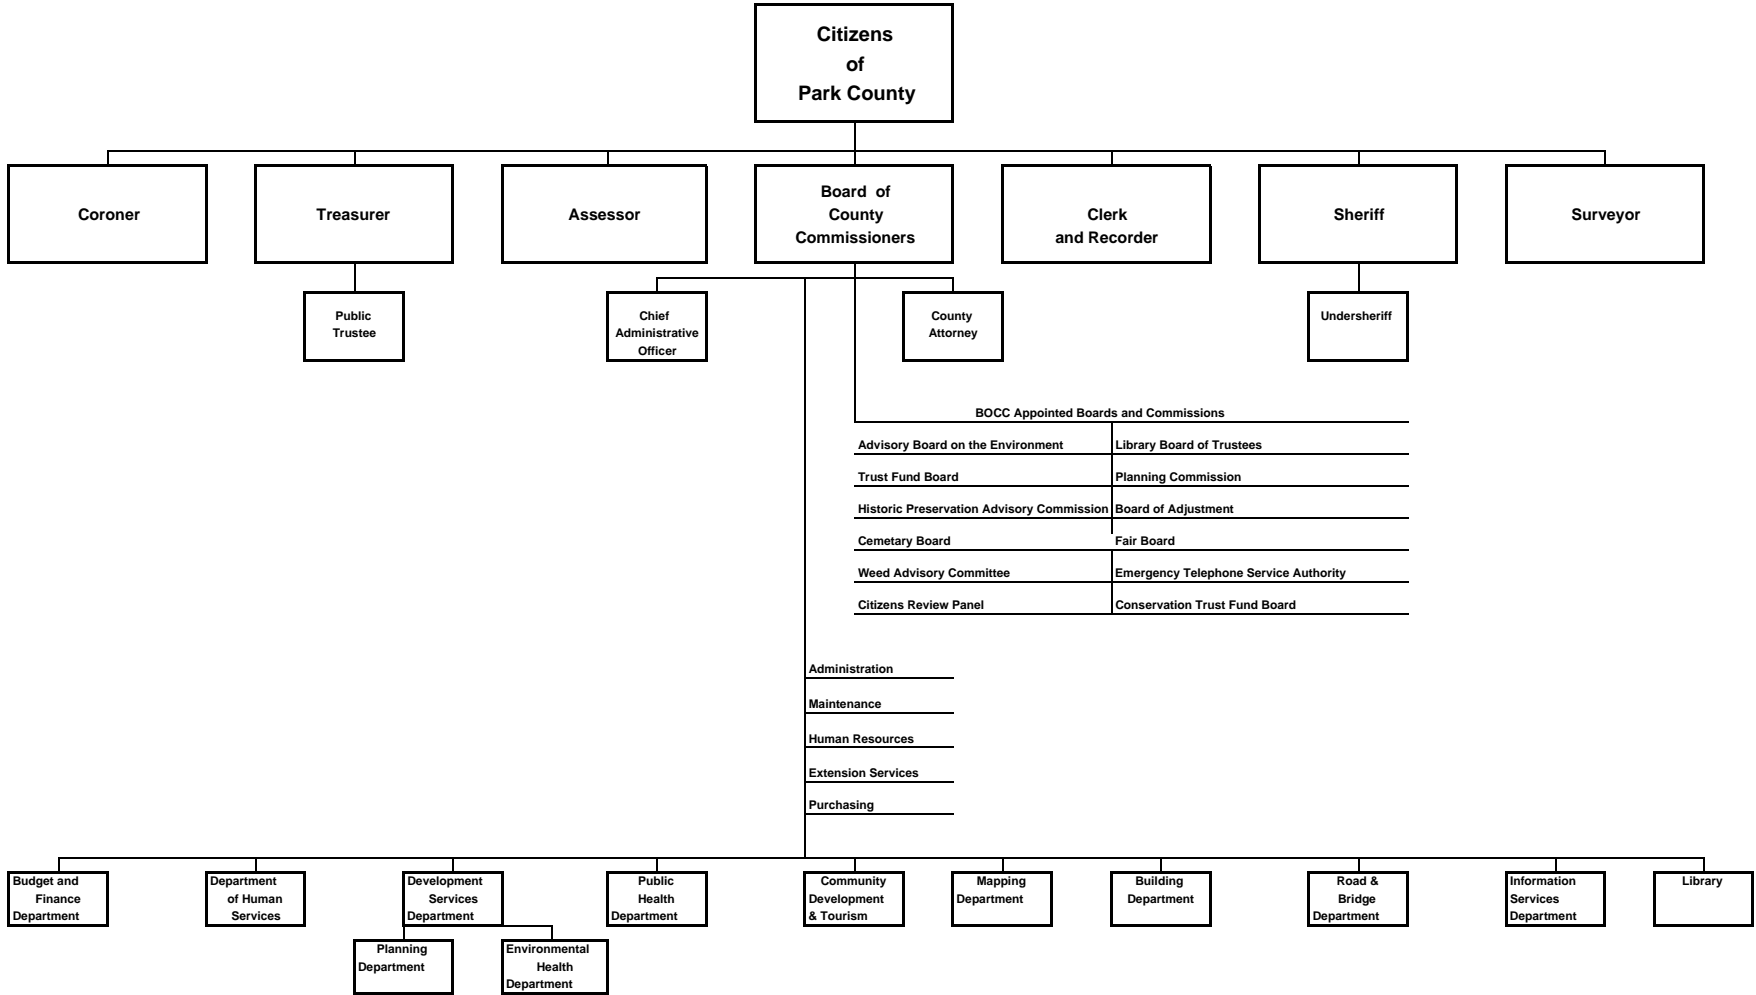 Citizens
of
Park County
Coroner
Treasurer
Assessor
Board of
County
Commissioners
Clerk
and Recorder
Sheriff
Surveyor
Public
Trustee
Chief
Administrative
Officer
County
Attorney
Undersheriff
BOCC Appointed Boards and Commissions
Advisory Board on the Environment
Library Board of Trustees
Trust Fund Board
Planning Commission
Historic Preservation Advisory Commission
Board of Adjustment
Cemetary Board
Fair Board
Weed Advisory Committee
Emergency Telephone Service Authority
Citizens Review Panel
Conservation Trust Fund Board
Administration
Maintenance
Human Resources
Extension Services
Purchasing
Budget and
Finance
Department
Department
of Human
Services
Development
Services
Department
Public
Health
Department
Community
Development
& Tourism
Mapping
Department
Building
Department
Road &
Bridge
Department
Information
Services
Department
Library
Planning
Department
Environmental
Health
Department